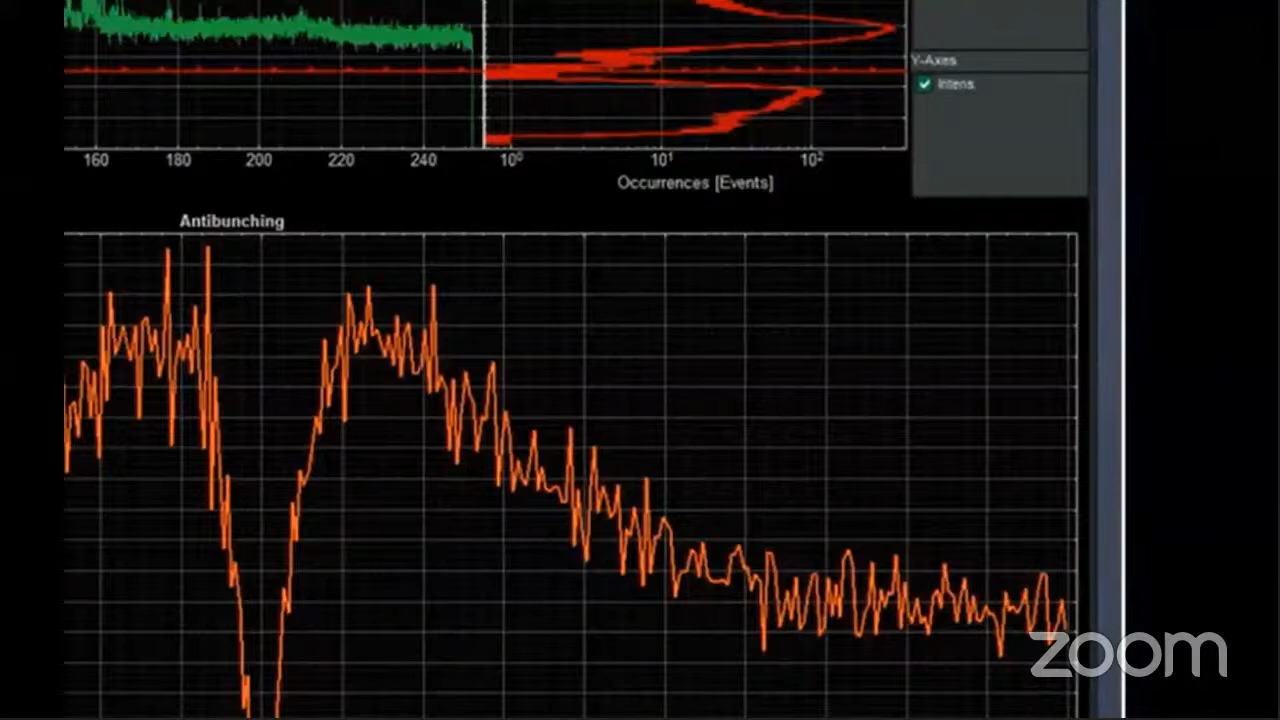 Y-Axes
Intens
160 180 200 220 240
10⁰ 10¹ 10²
Occurrences [Events]
Antibunching
zoom